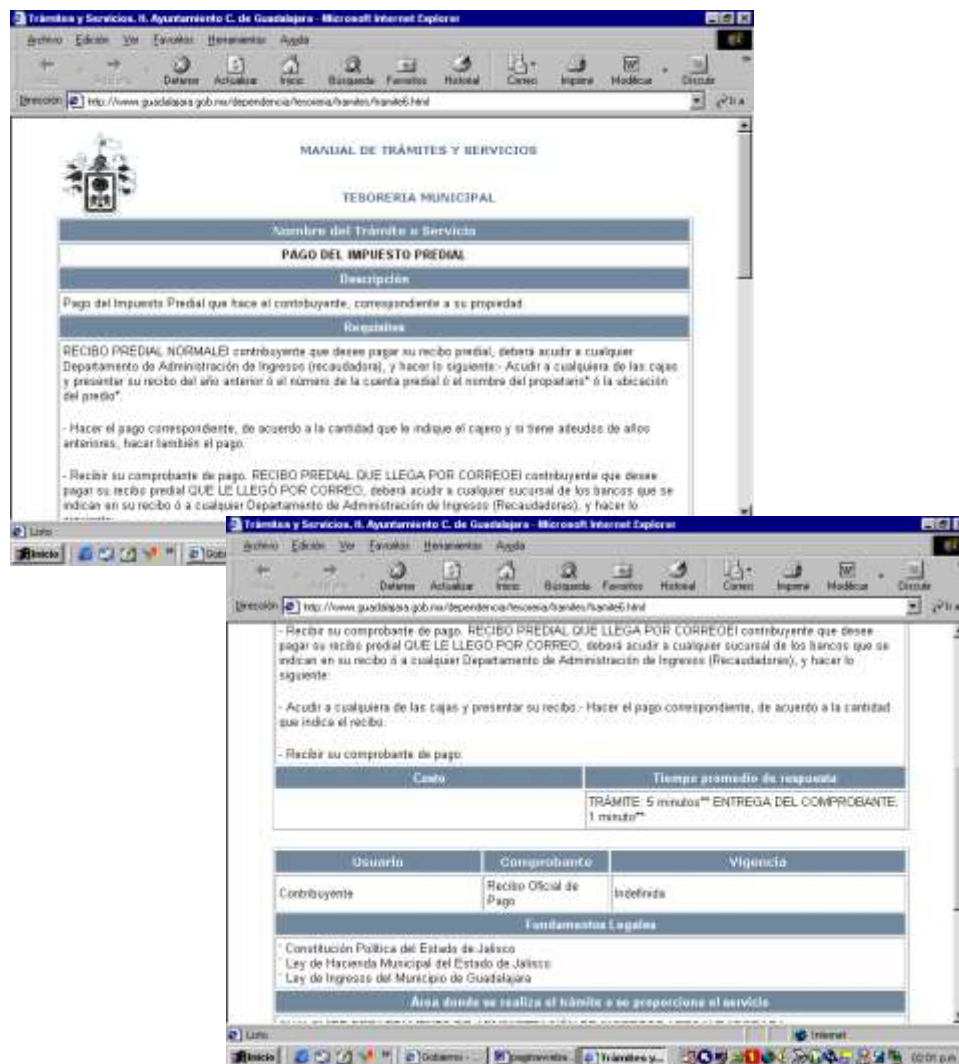 Trámites y Servicios. H. Ayuntamiento C. de Guadalajara - Microsoft Internet Explorer
Archivo Edición Ver Favoritos Herramientas Ayuda
Detener Actualizar Inicio Búsqueda Favoritos Historial Correo Imprimir Modificar Discutir
Dirección http://www.guadalajara.gob.mx/dependencia/tesoreria/tramites/tramite6.html Ir a
MANUAL DE TRÁMITES Y SERVICIOS
TESORERIA MUNICIPAL
Nombre del Trámite o Servicio
PAGO DEL IMPUESTO PREDIAL
Descripción
Pago del Impuesto Predial que hace el contribuyente, correspondiente a su propiedad.
Requisitos
RECIBO PREDIAL NORMALEl contribuyente que desee pagar su recibo predial, deberá acudir a cualquier
Departamento de Administración de Ingresos (recaudadora), y hacer lo siguiente:- Acudir a cualquiera de las cajas
y presentar su recibo del año anterior ó el número de la cuenta predial ó el nombre del propietario* ó la ubicación
del predio*.
- Hacer el pago correspondiente, de acuerdo a la cantidad que le indique el cajero y si tiene adeudos de años
anteriores, hacer también el pago.
- Recibir su comprobante de pago. RECIBO PREDIAL QUE LLEGA POR CORREOEl contribuyente que desee
pagar su recibo predial QUE LE LLEGÓ POR CORREO, deberá acudir a cualquier sucursal de los bancos que se
indican en su recibo ó a cualquier Departamento de Administración de Ingresos (Recaudadoras), y hacer lo
Listo
Inicio
Trámites y Servicios. H. Ayuntamiento C. de Guadalajara - Microsoft Internet Explorer
Archivo Edición Ver Favoritos Herramientas Ayuda
Detener Actualizar Inicio Búsqueda Favoritos Historial Correo Imprimir Modificar Discutir
Dirección http://www.guadalajara.gob.mx/dependencia/tesoreria/tramites/tramite6.html Ir a
- Recibir su comprobante de pago. RECIBO PREDIAL QUE LLEGA POR CORREOEl contribuyente que desee
pagar su recibo predial QUE LE LLEGÓ POR CORREO, deberá acudir a cualquier sucursal de los bancos que se
indican en su recibo ó a cualquier Departamento de Administración de Ingresos (Recaudadoras), y hacer lo
siguiente:
- Acudir a cualquiera de las cajas y presentar su recibo.- Hacer el pago correspondiente, de acuerdo a la cantidad
que indica el recibo.
- Recibir su comprobante de pago.
Costo Tiempo promedio de respuesta
TRÁMITE: 5 minutos** ENTREGA DEL COMPROBANTE:
1 minuto**
Usuario Comprobante Vigencia
Contribuyente Recibo Oficial de Pago Indefinida
Fundamentos Legales
* Constitución Política del Estado de Jalisco
* Ley de Hacienda Municipal del Estado de Jalisco
* Ley de Ingresos del Municipio de Guadalajara
Área donde se realiza el trámite o se proporciona el servicio
Listo Internet
Inicio Gobierno - ... Trámites y...